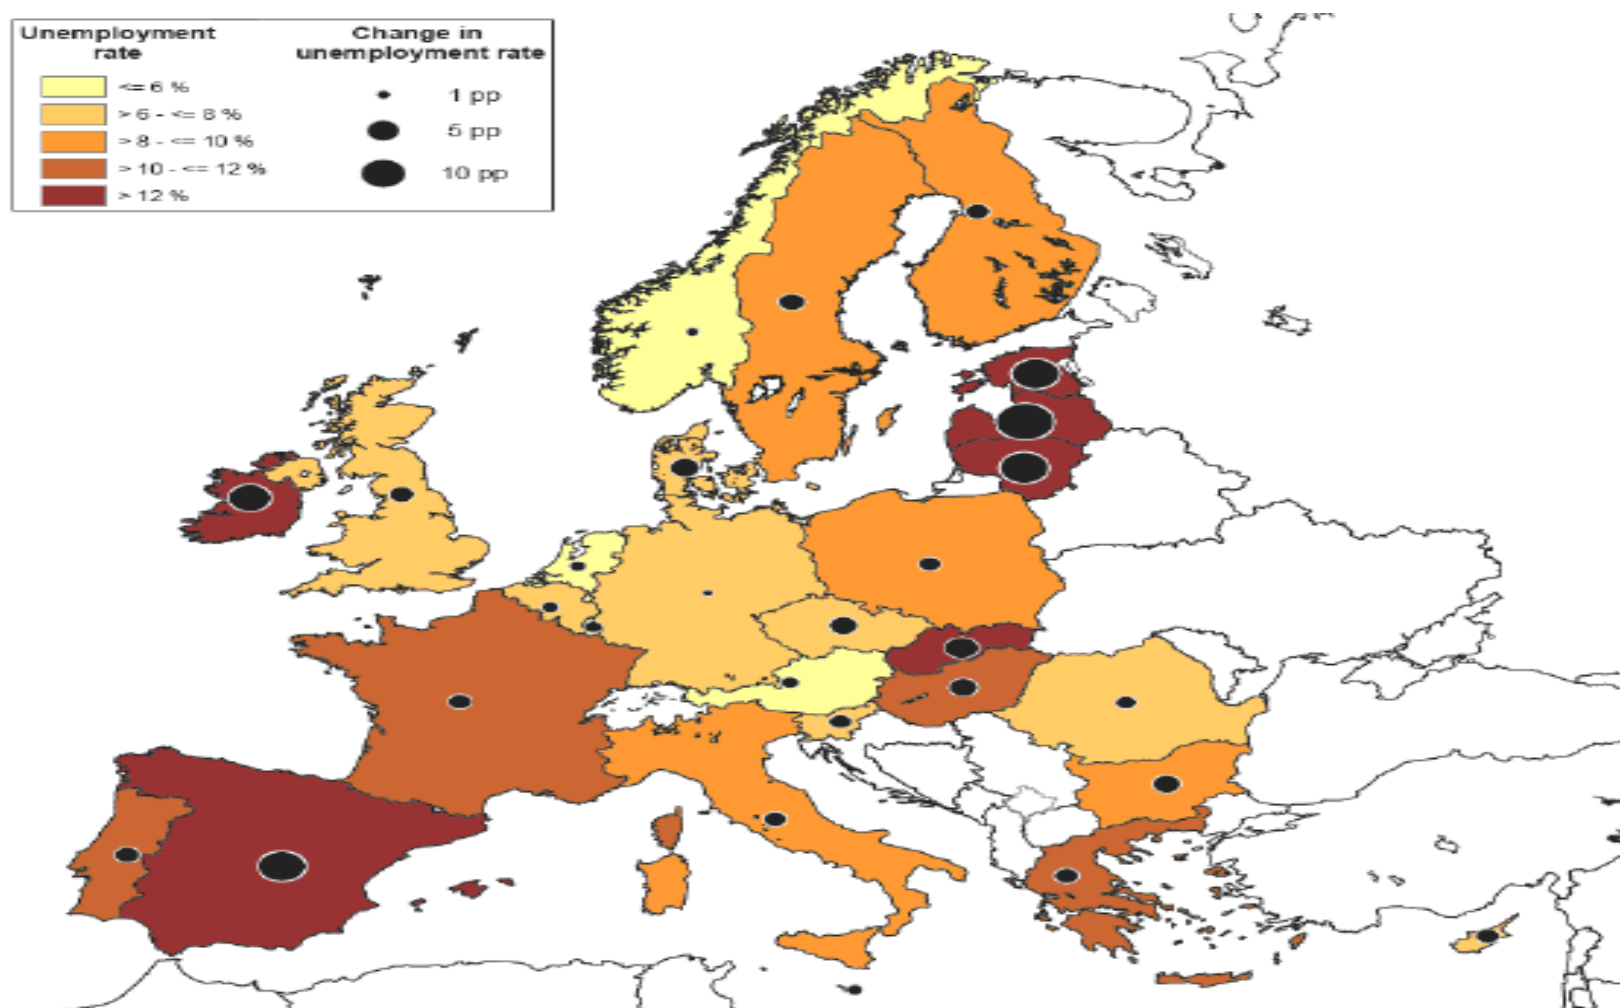 Unemployment
rate
<= 6 %
> 6 - <= 8 %
> 8 - <= 10 %
> 10 - <= 12 %
> 12 %
Change in
unemployment rate
1 pp
5 pp
10 pp